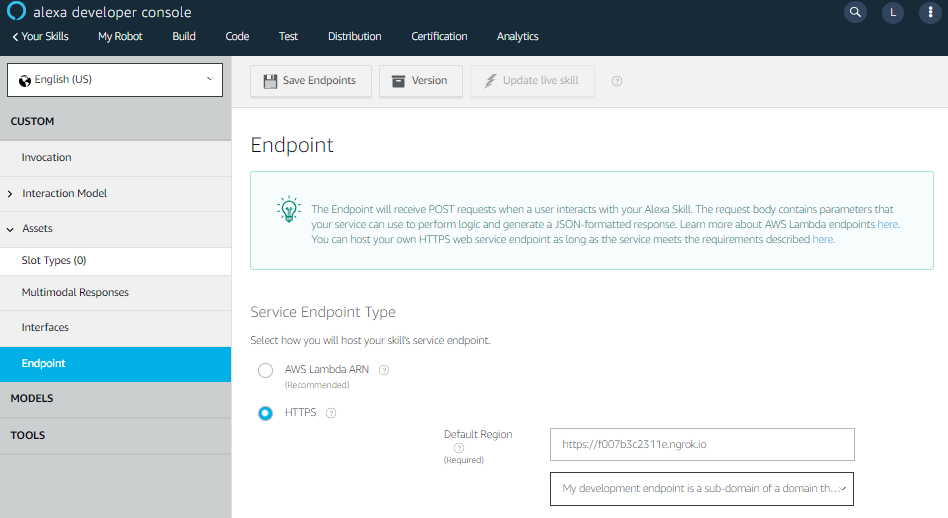 alexa developer console
L
Your Skills My Robot Build Code Test Distribution Certification Analytics
English (US)
Save Endpoints Version Update live skill ?
CUSTOM
Invocation
Interaction Model
Assets
Slot Types (0)
Multimodal Responses
Interfaces
Endpoint
MODELS
TOOLS
Endpoint
The Endpoint will receive POST requests when a user interacts with your Alexa Skill. The request body contains parameters that
your service can use to perform logic and generate a JSON-formatted response. Learn more about AWS Lambda endpoints here.
You can host your own HTTPS web service endpoint as long as the service meets the requirements described here.
Service Endpoint Type
Select how you will host your skill's service endpoint.
AWS Lambda ARN ?
(Recommended)
HTTPS ?
Default Region
?
(Required)
https://f007b3c2311e.ngrok.io
My development endpoint is a sub-domain of a domain th...